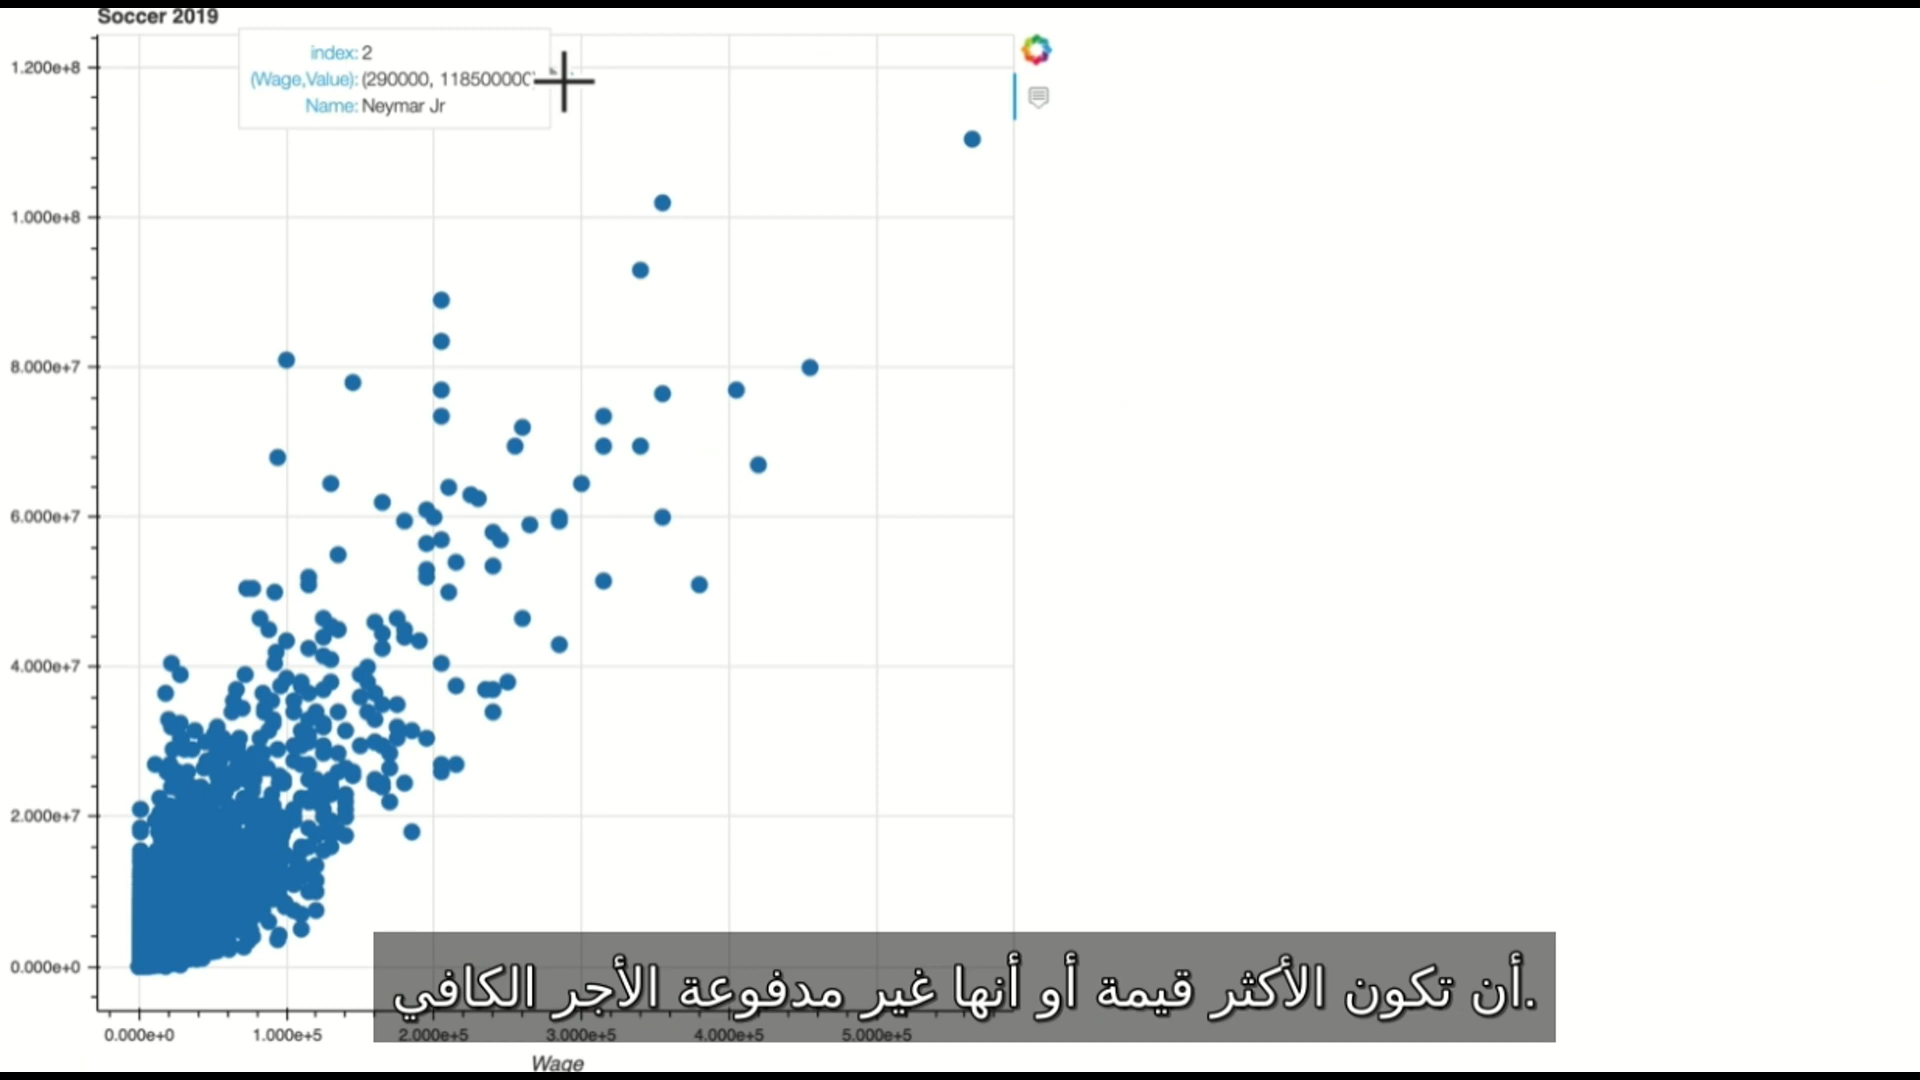 Soccer 2019
index: 2
(Wage,Value): (290000, 118500000
Name: Neymar Jr
1.200e+8
1.000e+8
8.000e+7
6.000e+7
4.000e+7
2.000e+7
0.000e+0
0.000e+0 1.000e+5 2.000e+5 3.000e+5 4.000e+5 5.000e+5
Wage
أن تكون الأكثر قيمة أو أنها غير مدفوعة الأجر الكافي.